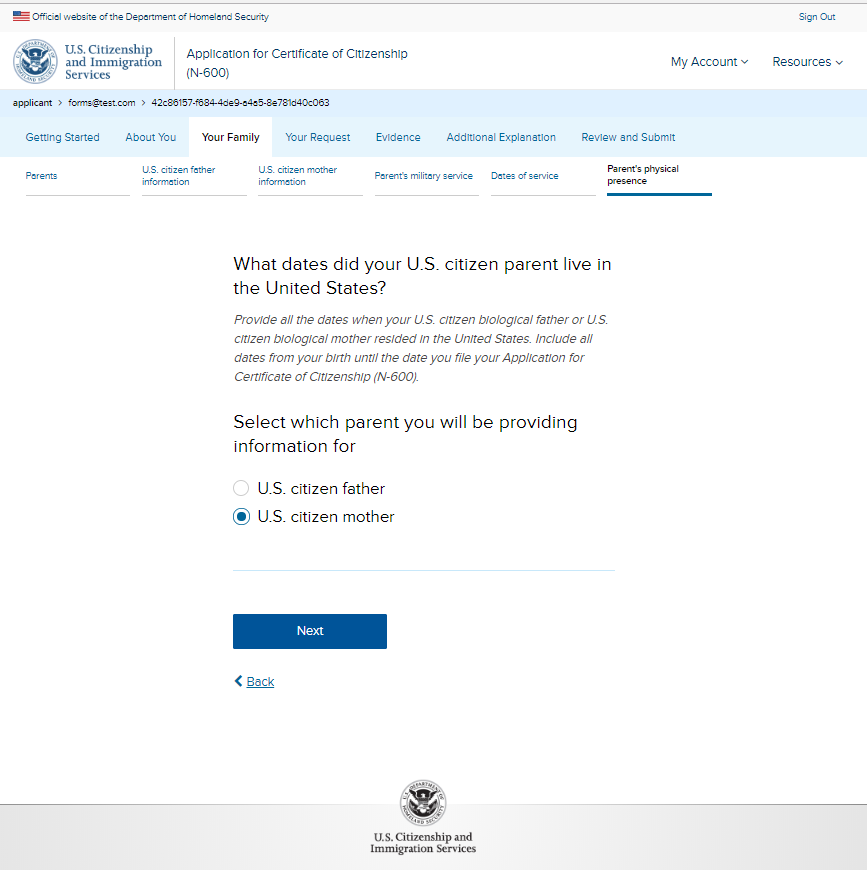 Official website of the Department of Homeland Security
Sign Out
U.S. Citizenship
and Immigration
Services
Application for Certificate of Citizenship
(N-600)
My Account
Resources
applicant > forms@test.com > 42c86157-f684-4de9-a4a5-8e781d40c063
Getting Started
About You
Your Family
Your Request
Evidence
Additional Explanation
Review and Submit
Parents
U.S. citizen father
information
U.S. citizen mother
information
Parent's military service
Dates of service
Parent's physical
presence
What dates did your U.S. citizen parent live in
the United States?
Provide all the dates when your U.S. citizen biological father or U.S.
citizen biological mother resided in the United States. Include all
dates from your birth until the date you file your Application for
Certificate of Citizenship (N-600).
Select which parent you will be providing
information for
U.S. citizen father
U.S. citizen mother
Next
Back
U.S. Citizenship and
Immigration Services